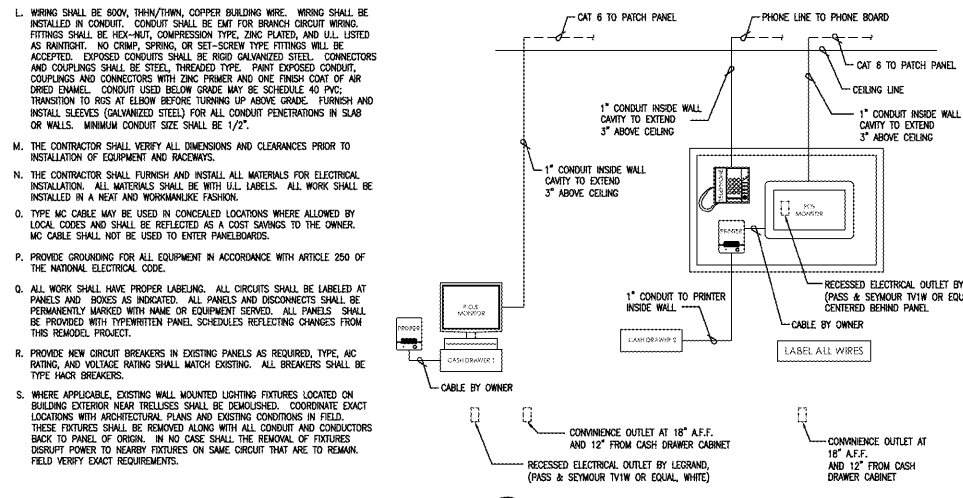 L. WIRING SHALL BE 600V, THHN/THWN, COPPER BUILDING WIRE. WIRING SHALL BE
INSTALLED IN CONDUIT. CONDUIT SHALL BE EMT FOR BRANCH CIRCUIT WIRING.
FITTINGS SHALL BE HEX-NUT, COMPRESSION TYPE, ZINC PLATED, AND U.L. LISTED
AS RAINTIGHT. NO CRIMP, SPRING, OR SET-SCREW TYPE FITTINGS WILL BE
ACCEPTED. EXPOSED CONDUITS SHALL BE RIGID GALVANIZED STEEL. CONNECTORS
AND COUPLINGS SHALL BE STEEL, THREADED TYPE. PAINT EXPOSED CONDUIT,
COUPLINGS AND CONNECTORS WITH ZINC PRIMER AND ONE FINISH COAT OF AIR
DRIED ENAMEL. CONDUIT USED BELOW GRADE MAY BE SCHEDULE 40 PVC;
TRANSITION TO RGS AT ELBOW BEFORE TURNING UP ABOVE GRADE. FURNISH AND
INSTALL SLEEVES (GALVANIZED STEEL) FOR ALL CONDUIT PENETRATIONS IN SLAB
OR WALLS. MINIMUM CONDUIT SIZE SHALL BE 1/2".
M. THE CONTRACTOR SHALL VERIFY ALL DIMENSIONS AND CLEARANCES PRIOR TO
INSTALLATION OF EQUIPMENT AND RACEWAYS.
N. THE CONTRACTOR SHALL FURNISH AND INSTALL ALL MATERIALS FOR ELECTRICAL
INSTALLATION. ALL MATERIALS SHALL BE WITH U.L. LABELS. ALL WORK SHALL BE
INSTALLED IN A NEAT AND WORKMANLIKE FASHION.
O. TYPE MC CABLE MAY BE USED IN CONCEALED LOCATIONS WHERE ALLOWED BY
LOCAL CODES AND SHALL BE REFLECTED AS A COST SAVINGS TO THE OWNER.
MC CABLE SHALL NOT BE USED TO ENTER PANELBOARDS.
P. PROVIDE GROUNDING FOR ALL EQUIPMENT IN ACCORDANCE WITH ARTICLE 250 OF
THE NATIONAL ELECTRICAL CODE.
Q. ALL WORK SHALL HAVE PROPER LABELING. ALL CIRCUITS SHALL BE LABELED AT
PANELS AND BOXES AS INDICATED. ALL PANELS AND DISCONNECTS SHALL BE
PERMANENTLY MARKED WITH NAME OR EQUIPMENT SERVED. ALL PANELS SHALL
BE PROVIDED WITH TYPEWRITTEN PANEL SCHEDULES REFLECTING CHANGES FROM
THIS REMODEL PROJECT.
R. PROVIDE NEW CIRCUIT BREAKERS IN EXISTING PANELS AS REQUIRED, TYPE, AIC
RATING, AND VOLTAGE RATING SHALL MATCH EXISTING. ALL BREAKERS SHALL BE
TYPE HACR BREAKERS.
S. WHERE APPLICABLE, EXISTING WALL MOUNTED LIGHTING FIXTURES LOCATED ON
BUILDING EXTERIOR NEAR TRELLISES SHALL BE DEMOLISHED. COORDINATE EXACT
LOCATIONS WITH ARCHITECTURAL PLANS AND EXISTING CONDITIONS IN FIELD.
THESE FIXTURES SHALL BE REMOVED ALONG WITH ALL CONDUIT AND CONDUCTORS
BACK TO PANEL OF ORIGIN. IN NO CASE SHALL THE REMOVAL OF FIXTURES
DISRUPT POWER TO NEARBY FIXTURES ON SAME CIRCUIT THAT ARE TO REMAIN.
FIELD VERIFY EXACT REQUIREMENTS.
CAT 6 TO PATCH PANEL
PHONE LINE TO PHONE BOARD
CAT 6 TO PATCH PANEL
CEILING LINE
1" CONDUIT INSIDE WALL
CAVITY TO EXTEND
3" ABOVE CEILING
1" CONDUIT INSIDE WALL
CAVITY TO EXTEND
3" ABOVE CEILING
1" CONDUIT INSIDE WALL
CAVITY TO EXTEND
3" ABOVE CEILING
POS
MONITOR
PRINTER
RECESSED ELECTRICAL OUTLET BY
(PASS & SEYMOUR TV1W OR EQU
CENTERED BEHIND PANEL
1" CONDUIT TO PRINTER
INSIDE WALL
P.O.S
MONITOR
PRINTER
CASH DRAWER 1
CASH DRAWER 2
CABLE BY OWNER
LABEL ALL WIRES
CABLE BY OWNER
CONVINIENCE OUTLET AT 18" A.F.F.
AND 12" FROM CASH DRAWER CABINET
RECESSED ELECTRICAL OUTLET BY LEGRAND,
(PASS & SEYMOUR TV1W OR EQUAL, WHITE)
CONVINIENCE OUTLET AT
18" A.F.F.
AND 12" FROM CASH
DRAWER CABINET